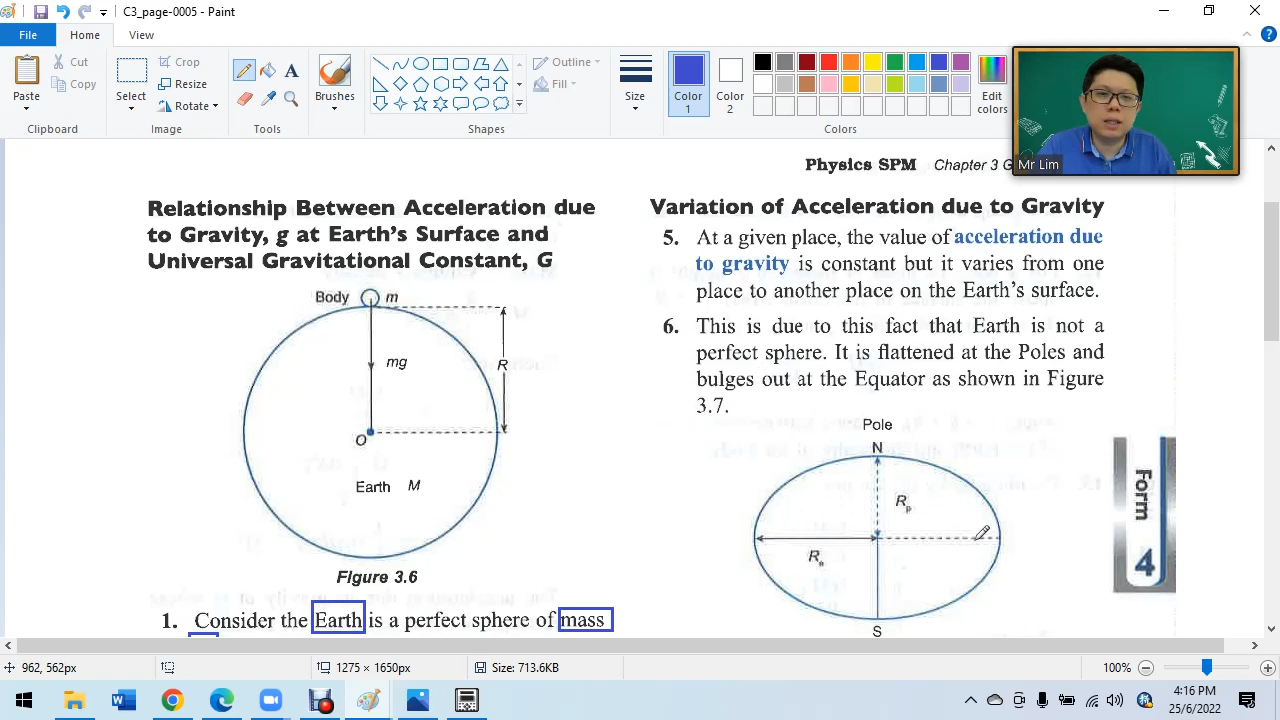 C3_page-0005 - Paint
File
Home
View
Paste
Cut
Copy
Clipboard
Select
Crop
Resize
Rotate
Image
Tools
Brushes
Shapes
Outline
Fill
Size
Color 1
Color 2
Edit colors
Colors
Mr Lim
Physics SPM Chapter 3 G
Relationship Between Acceleration due
to Gravity, g at Earth's Surface and
Universal Gravitational Constant, G
Body m
mg
R
O
Earth M
Figure 3.6
1. Consider the Earth is a perfect sphere of mass
Variation of Acceleration due to Gravity
5. At a given place, the value of acceleration due
to gravity is constant but it varies from one
place to another place on the Earth's surface.
6. This is due to this fact that Earth is not a
perfect sphere. It is flattened at the Poles and
bulges out at the Equator as shown in Figure
3.7.
Pole
N
Rp
Re
S
Form
4
962, 562px
1275 × 1650px
Size: 713.6KB
100%
4:16 PM
25/6/2022